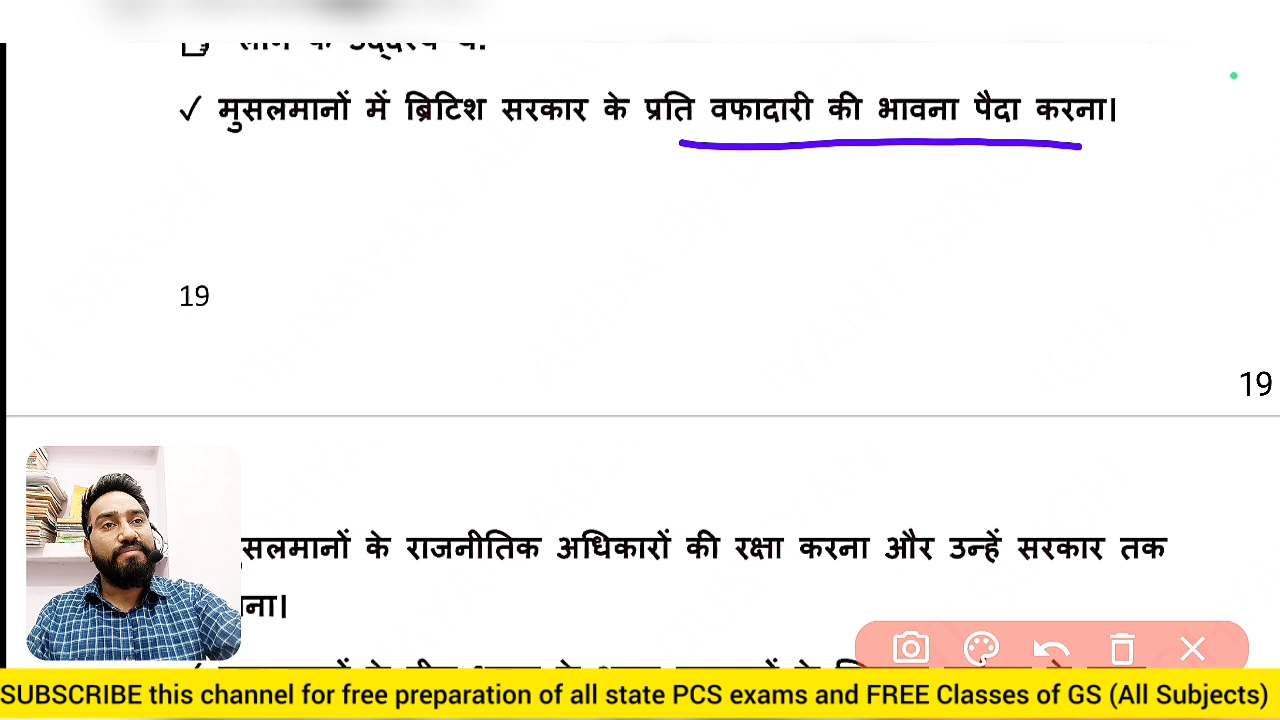 ✓ मुसलमानों में ब्रिटिश सरकार के प्रति वफादारी की भावना पैदा करना।
19
19
सलमानों के राजनीतिक अधिकारों की रक्षा करना और उन्हें सरकार तक
ना।
SUBSCRIBE this channel for free preparation of all state PCS exams and FREE Classes of GS (All Subjects)